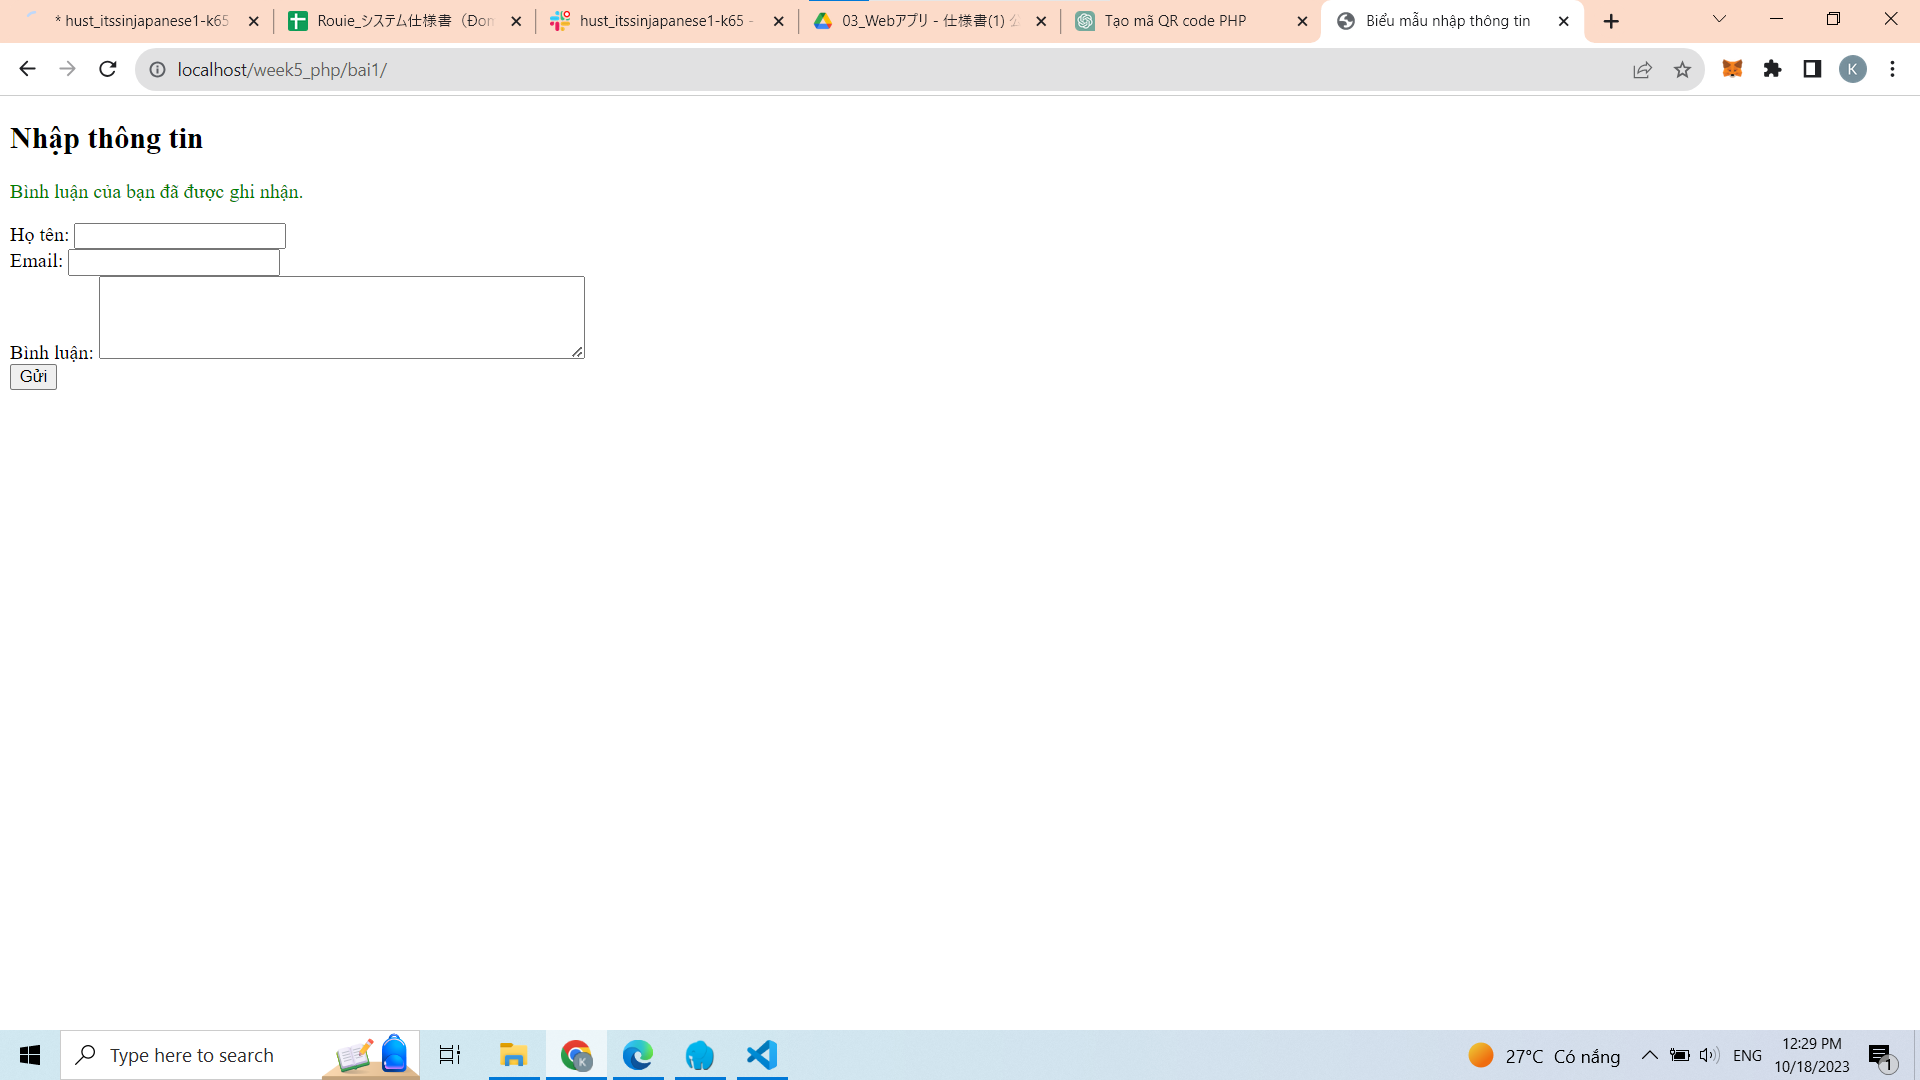 * hust_itssinjapanese1-k65
Rouie_システム仕様書（Đon
hust_itssinjapanese1-k65 -
03_Webアプリ - 仕様書(1) 公
Tạo mã QR code PHP
Biểu mẫu nhập thông tin
localhost/week5_php/bai1/
K
Nhập thông tin
Bình luận của bạn đã được ghi nhận.
Họ tên:
Email:
Bình luận:
Gửi
Type here to search
K
27°C Có nắng
ENG
12:29 PM
10/18/2023
1